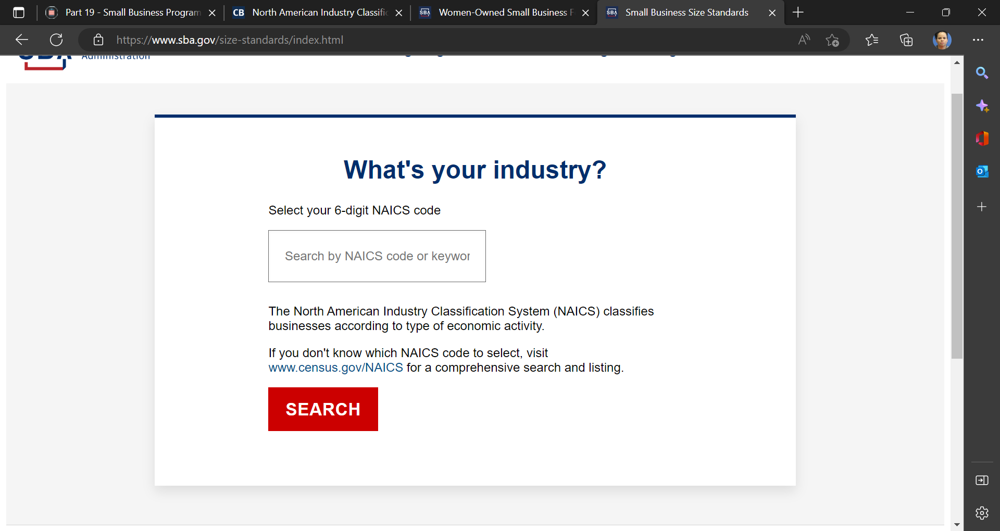 Part 19 - Small Business Program
CB North American Industry Classific
SBA Women-Owned Small Business F
SBA Small Business Size Standards
https://www.sba.gov/size-standards/index.html
SBA Administration
What's your industry?
Select your 6-digit NAICS code
Search by NAICS code or keywor
The North American Industry Classification System (NAICS) classifies
businesses according to type of economic activity.
If you don't know which NAICS code to select, visit
www.census.gov/NAICS for a comprehensive search and listing.
SEARCH